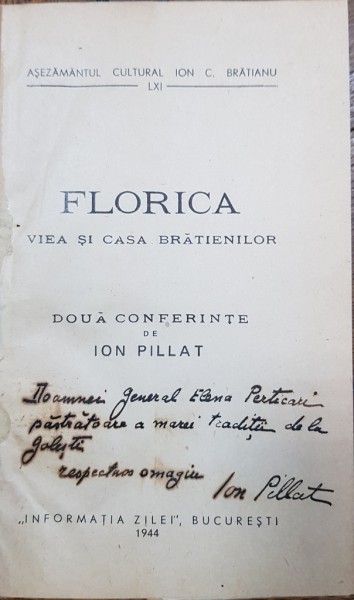 AȘEZĂMÂNTUL CULTURAL ION C. BRĂTIANU
LXI
FLORICA
VIEA ȘI CASA BRĂTIENILOR
DOUĂ CONFERINȚE
DE
ION PILLAT
Doamnei General Elena Perticari
păstrătoare a marei tradiții de la
Golești
respectuos omagiu
Ion Pillat
„INFORMAȚIA ZILEI", BUCUREȘTI
1944